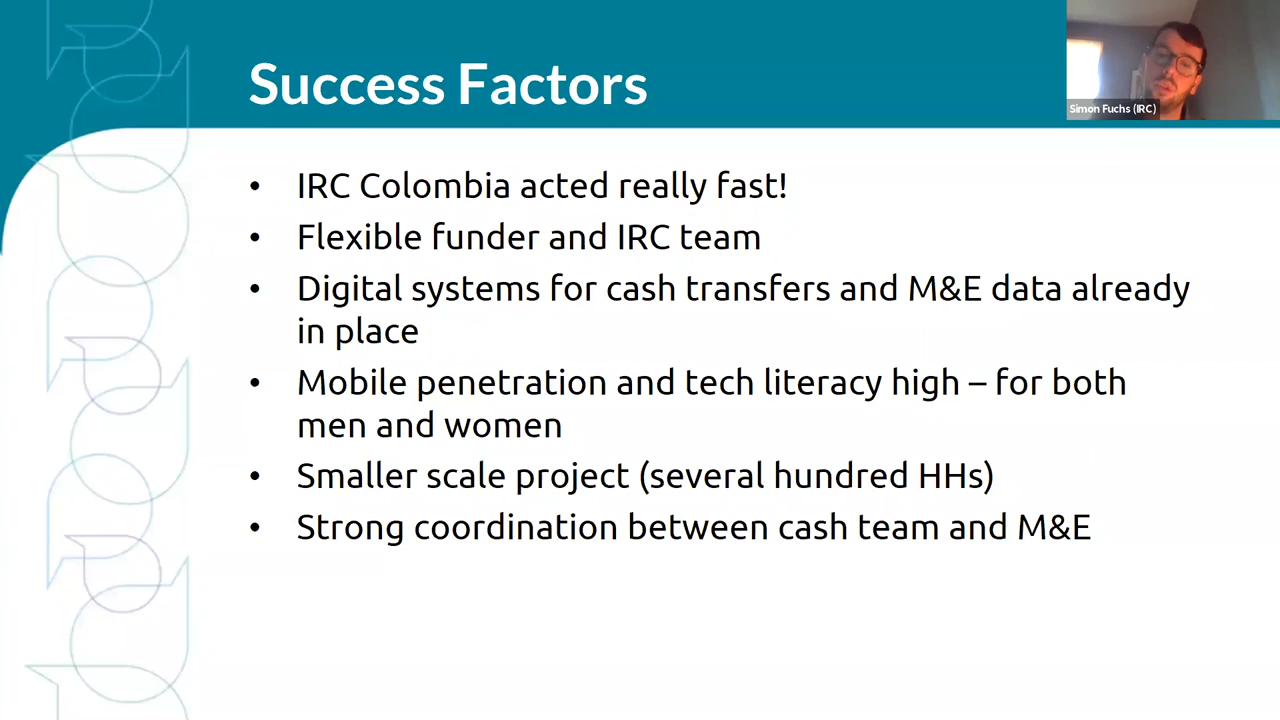 Success Factors
Simon Fuchs (IRC)
• IRC Colombia acted really fast!
• Flexible funder and IRC team
• Digital systems for cash transfers and M&E data already
in place
• Mobile penetration and tech literacy high – for both
men and women
• Smaller scale project (several hundred HHs)
• Strong coordination between cash team and M&E